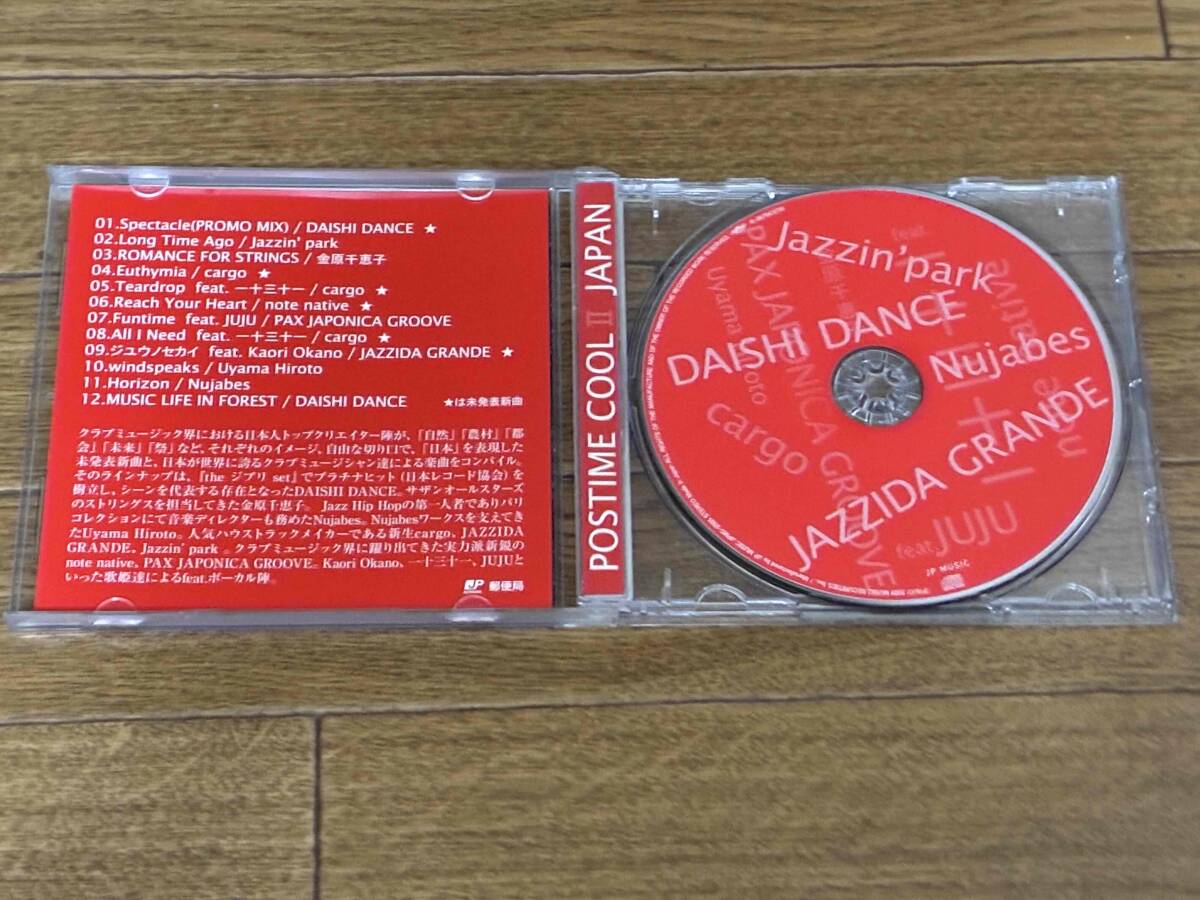 01.Spectacle(PROMO MIX) / DAISHI DANCE ★
02.Long Time Ago / Jazzin' park
03.ROMANCE FOR STRINGS / 金原千恵子
04.Euthymia / cargo ★
05.Teardrop feat. 一十三十一 / cargo ★
06.Reach Your Heart / note native ★
07.Funtime feat. JUJU / PAX JAPONICA GROOVE
08.All I Need feat. 一十三十一 / cargo ★
09.ジユウノセカイ feat. Kaori Okano / JAZZIDA GRANDE ★
10.windspeaks / Uyama Hiroto
11.Horizon / Nujabes
12.MUSIC LIFE IN FOREST / DAISHI DANCE ★は未発表新曲
クラブミュージック界における日本人トップクリエイター陣が、「自然」「農村」「都
会」「未来」「祭」など、それぞれのイメージ、自由な切り口で、「日本」を表現した
未発表新曲と、日本が世界に誇るクラブミュージシャン達による楽曲をコンパイル。
そのラインナップは、「the ジブリ set」でプラチナヒット（日本レコード協会）を
樹立し、シーンを代表する存在となったDAISHI DANCE。サザンオールスターズ
のストリングスを担当してきた金原千恵子。 Jazz Hip Hopの第一人者でありパリ
コレクションにて音楽ディレクターも務めたNujabes。Nujabesワークスを支えてき
たUyama Hiroto。人気ハウストラックメイカーである新生cargo、JAZZIDA
GRANDE、Jazzin' park 。クラブミュージック界に躍り出てきた実力派新鋭の
note native, PAX JAPONICA GROOVE。Kaori Okano、一十三十一、JUJUと
いった歌姫達によるfeat.ボーカル陣。
JP 郵便局
POSTIME COOL II JAPAN
Jazzin'park
DAISHI DANCE
Nujabes
cargo
JAZZIDA GRANDE
PAX JAPONICA GROOVE
Uyama Hiroto
feat. JUJU
feat.
一十三十一
JP MUSIC